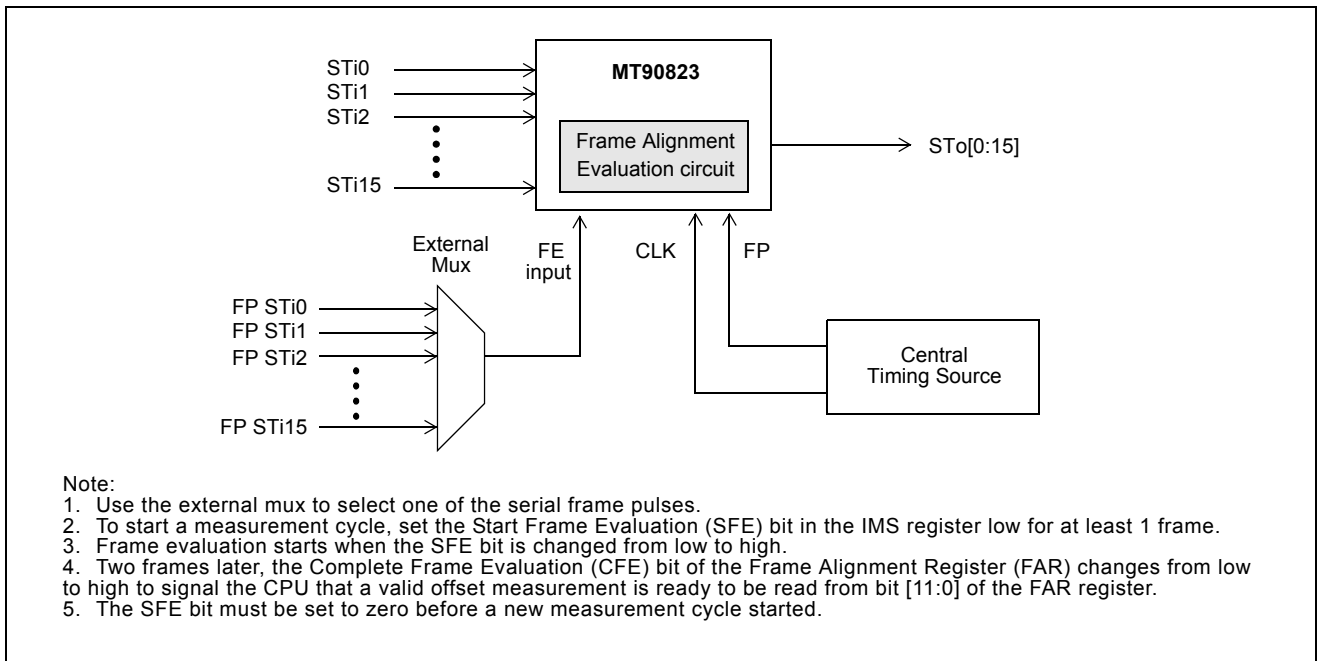 STi0
STi1
STi2
STi15
MT90823
Frame Alignment
Evaluation circuit
STo[0:15]
External
Mux
FE
input
CLK
FP
FP STi0
FP STi1
FP STi2
FP STi15
Central
Timing Source
Note:
1. Use the external mux to select one of the serial frame pulses.
2. To start a measurement cycle, set the Start Frame Evaluation (SFE) bit in the IMS register low for at least 1 frame.
3. Frame evaluation starts when the SFE bit is changed from low to high.
4. Two frames later, the Complete Frame Evaluation (CFE) bit of the Frame Alignment Register (FAR) changes from low
to high to signal the CPU that a valid offset measurement is ready to be read from bit [11:0] of the FAR register.
5. The SFE bit must be set to zero before a new measurement cycle started.